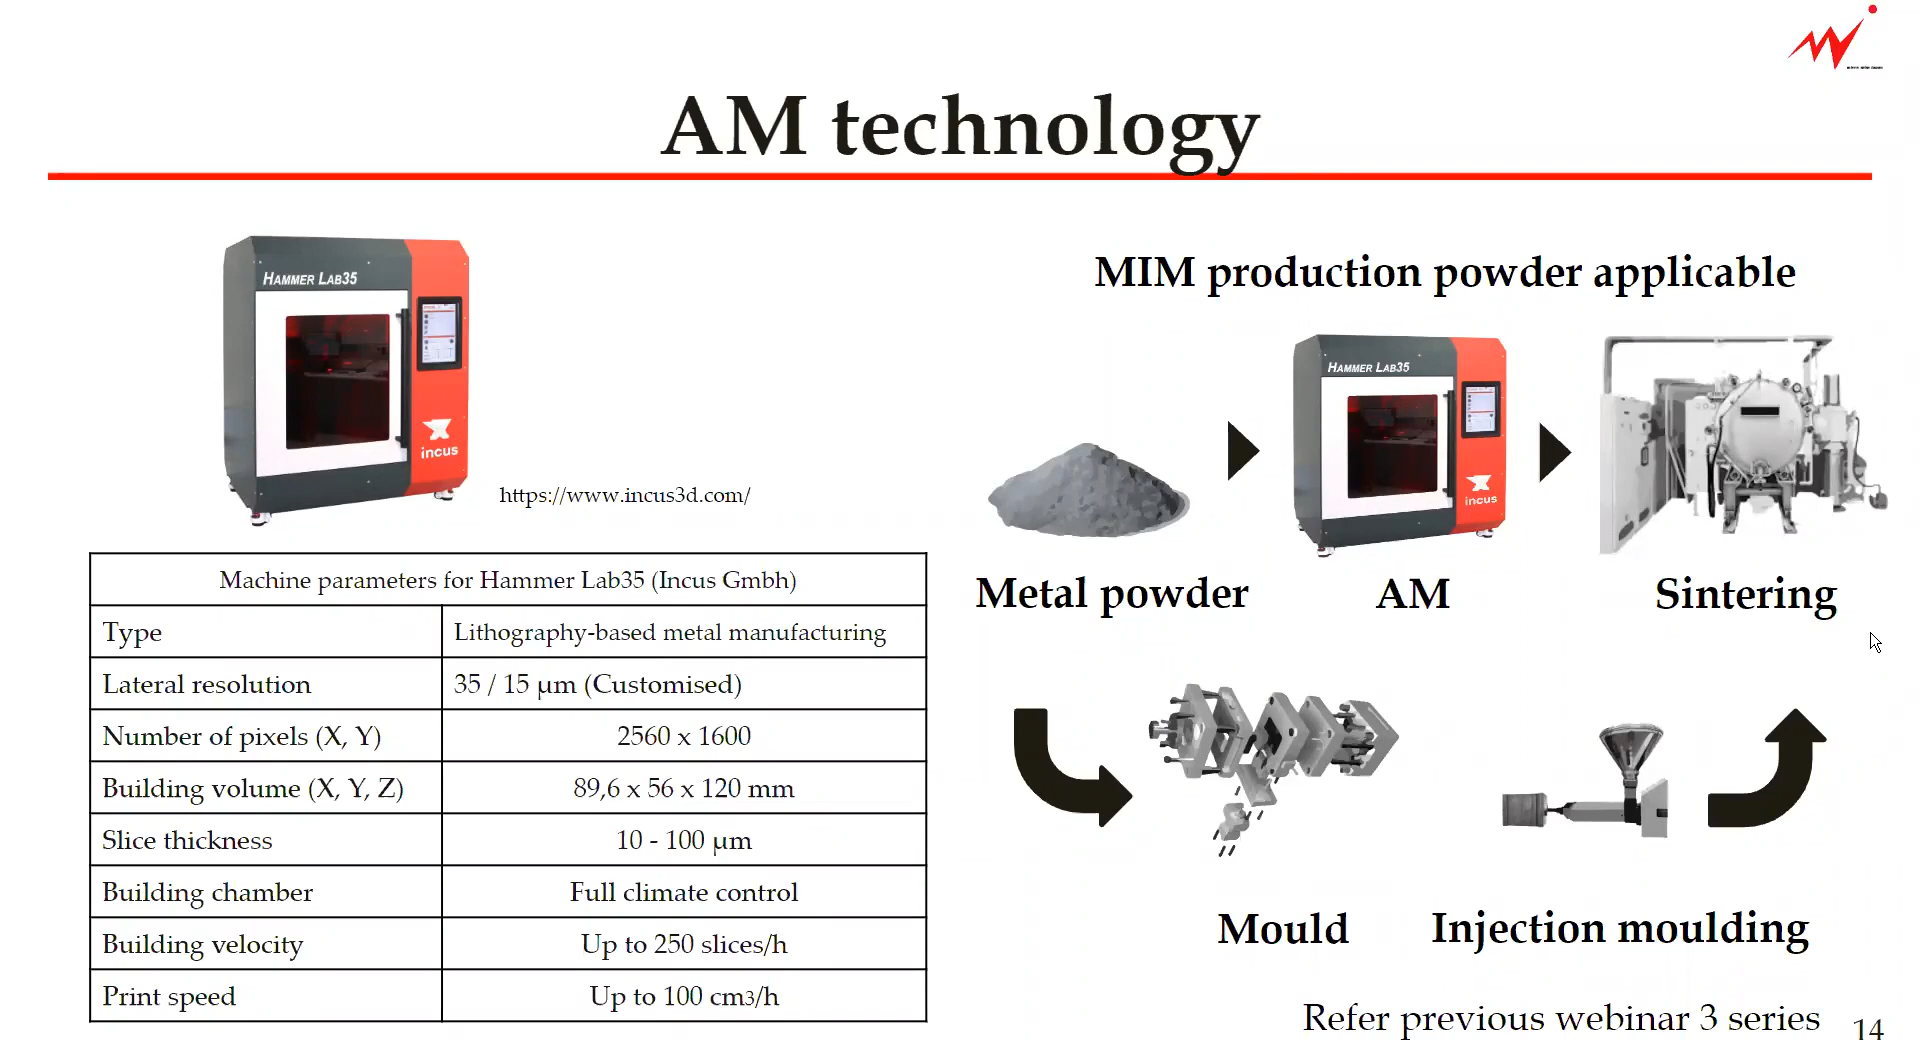 AM technology
HAMMER LAB35
incus
https://www.incus3d.com/
Machine parameters for Hammer Lab35 (Incus Gmbh)
Type Lithography-based metal manufacturing
Lateral resolution 35 / 15 µm (Customised)
Number of pixels (X, Y) 2560 x 1600
Building volume (X, Y, Z) 89,6 x 56 x 120 mm
Slice thickness 10 - 100 µm
Building chamber Full climate control
Building velocity Up to 250 slices/h
Print speed Up to 100 cm3/h
MIM production powder applicable
HAMMER LAB35
incus
Metal powder AM Sintering
Mould Injection moulding
Refer previous webinar 3 series
14